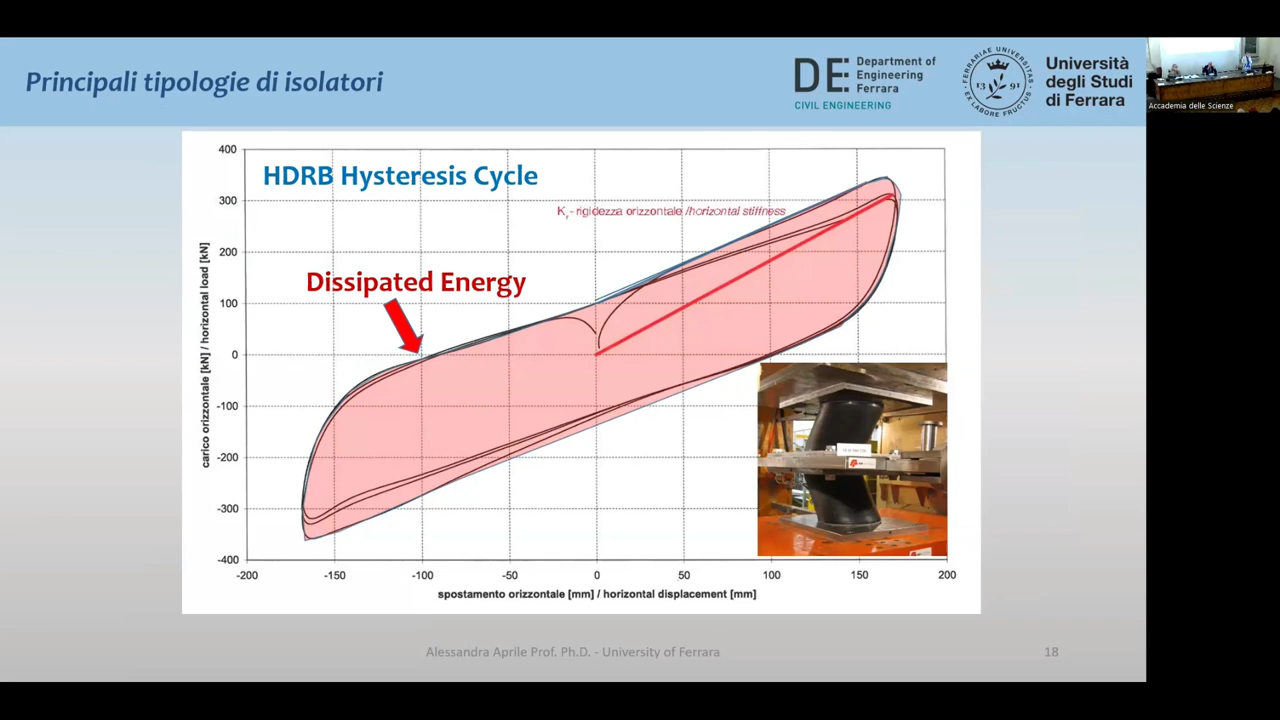 Principali tipologie di isolatori
DE
Department of
Engineering
Ferrara
CIVIL ENGINEERING
Università
degli Studi
di Ferrara
Accademia delle Scienze
HDRB Hysteresis Cycle
Kr- rigidezza orizzontale /horizontal stiffness
Dissipated Energy
carico orizzontale [kN] / horizontal load [kN]
400
300
200
100
0
-100
-200
-300
-400
-200 -150 -100 -50 0 50 100 150 200
spostamento orizzontale [mm] / horizontal displacement [mm]
Alessandra Aprile Prof. Ph.D. - University of Ferrara
18